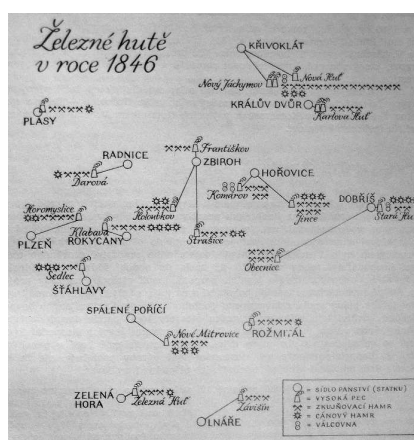 Železné hutě
v roce 1846
KŘIVOKLÁT
Nový Jáchymov
Nová Huť
KRÁLŮV DVŮR
Karlova Huť
PLASY
RADNICE
Darová
Františkov
ZBIROH
HOŘOVICE
Komárov
Jince
DOBŘÍŠ
Stará Huť
Horomyslice
PLZEŇ
Klabava
ROKYCANY
Holoubkov
Strašice
Obecnice
Sedlec
ŠŤÁHLAVY
SPÁLENÉ POŘÍČÍ
Nové Mitrovice
ROŽMITÁL
ZELENÁ
HORA
Železná Huť
Závišín
LNÁŘE
= SÍDLO PANSTVÍ (STATKU)
= VYSOKÁ PEC
= ZKUJŇOVACÍ HAMR
= CÁNOVÝ HAMR
= VÁLCOVNA